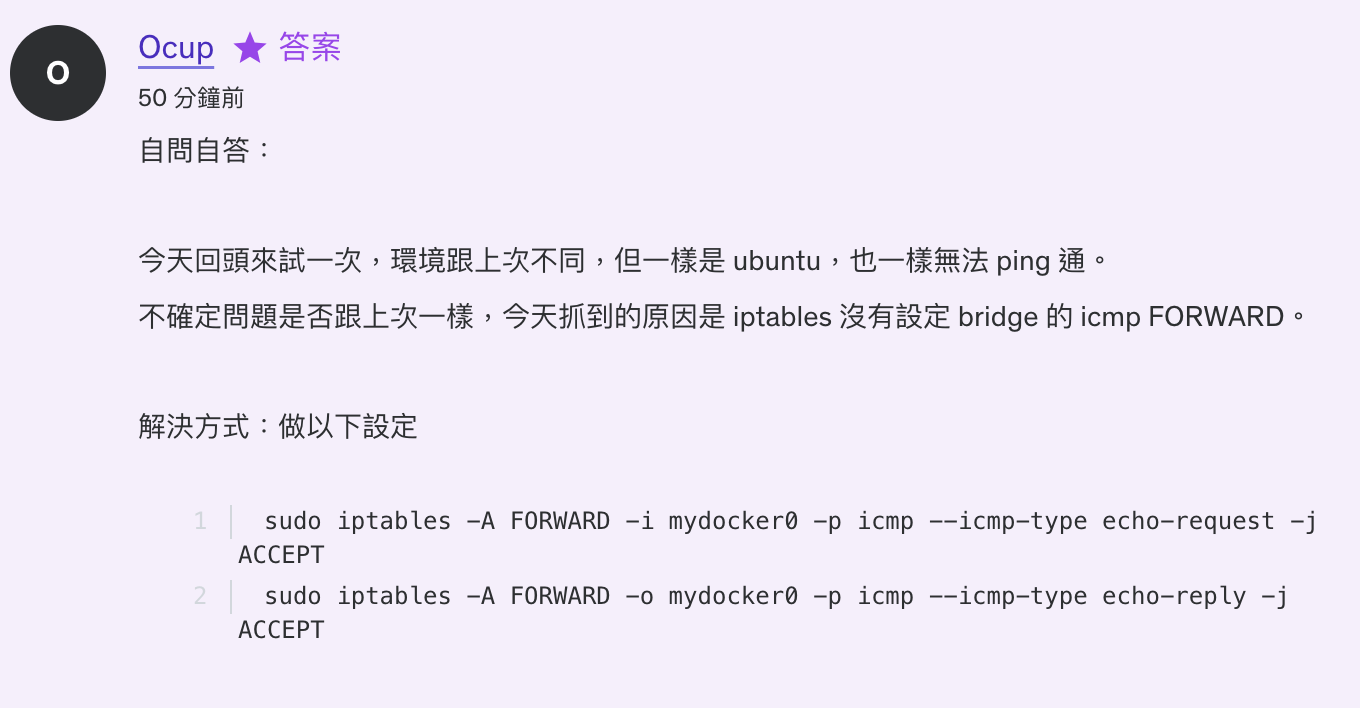 O
Ocup ★ 答案
50 分鐘前
自問自答：
今天回頭來試一次，環境跟上次不同，但一樣是 ubuntu，也一樣無法 ping 通。
不確定問題是否跟上次一樣，今天抓到的原因是 iptables 沒有設定 bridge 的 icmp FORWARD。
解決方式：做以下設定
1 sudo iptables -A FORWARD -i mydocker0 -p icmp --icmp-type echo-request -j
ACCEPT
2 sudo iptables -A FORWARD -o mydocker0 -p icmp --icmp-type echo-reply -j
ACCEPT